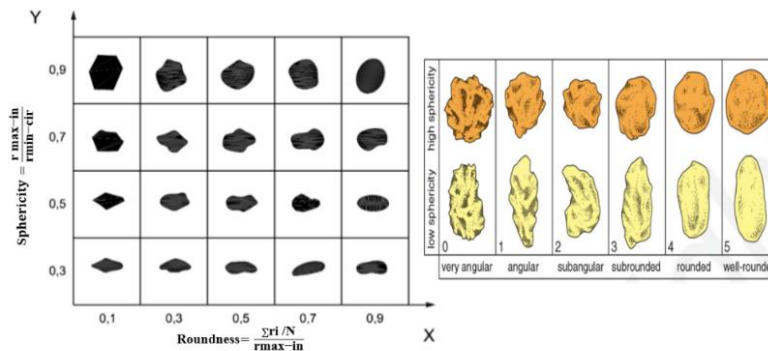 Y
0,9
0,7
0,5
0,3
Sphericity = r max-in / rmin-cir
0,1 0,3 0,5 0,7 0,9
X
Roundness= Σri /N / rmax-in
high sphericity
low sphericity
0 1 2 3 4 5
very angular angular subangular subrounded rounded well-rounde